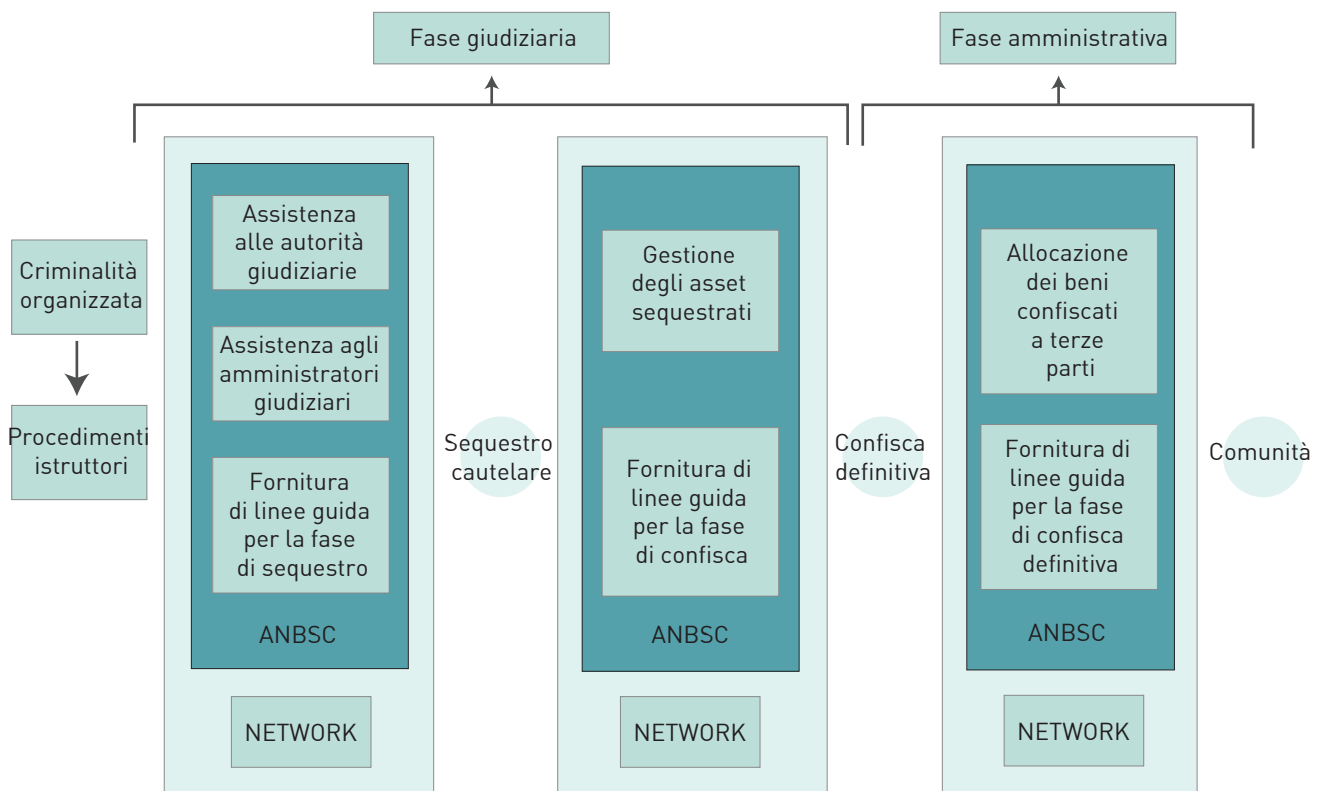 Fase giudiziaria
Fase amministrativa
Criminalità
organizzata
Procedimenti
istruttori
Assistenza
alle autorità
giudiziarie
Assistenza agli
amministratori
giudiziari
Fornitura
di linee guida
per la fase
di sequestro
ANBSC
NETWORK
Sequestro
cautelare
Gestione
degli asset
sequestrati
Fornitura di
linee guida
per la fase
di confisca
ANBSC
NETWORK
Confisca
definitiva
Allocazione
dei beni
confiscati
a terze
parti
Fornitura di
linee guida
per la fase
di confisca
definitiva
ANBSC
NETWORK
Comunità